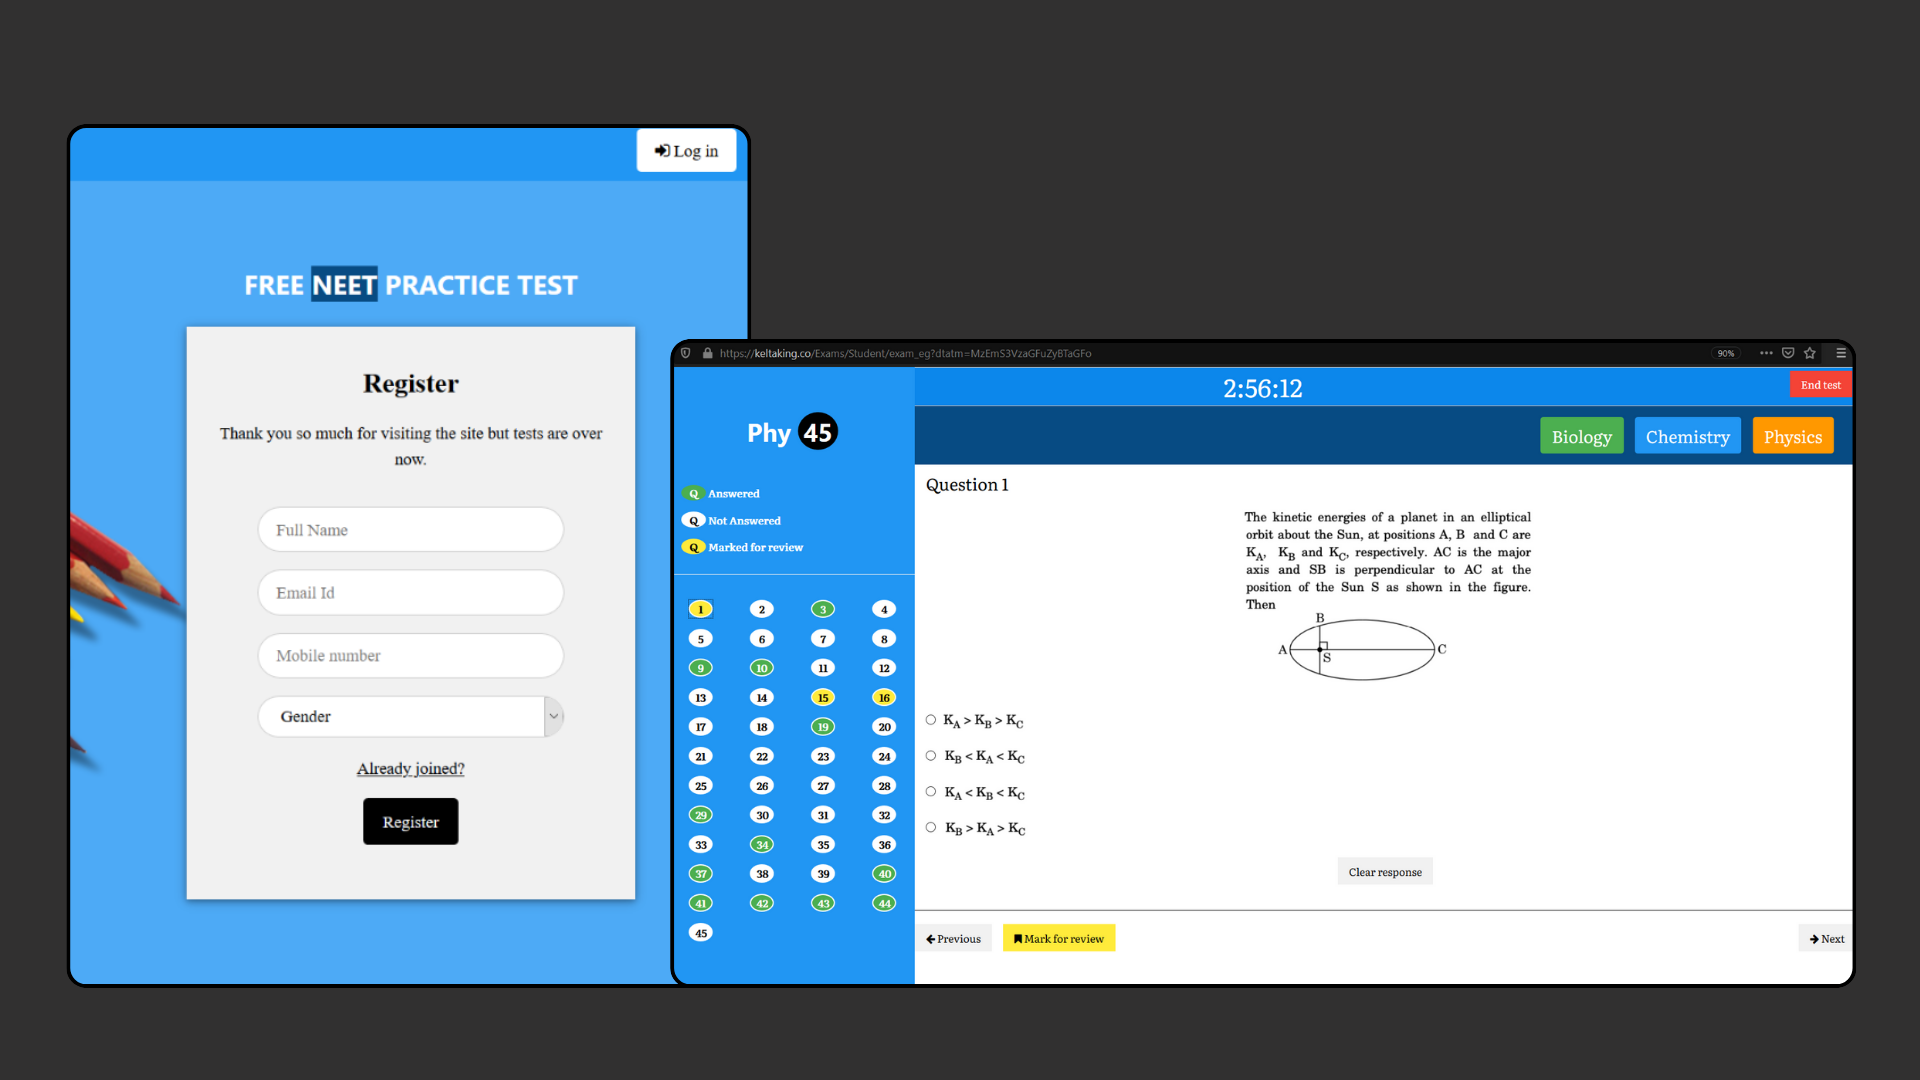 Log in
FREE NEET PRACTICE TEST
Register
Thank you so much for visiting the site but tests are over
now.
Full Name
Email Id
Mobile number
Gender
Already joined?
Register
https://keltaking.co/Exams/Student/exam_eg?dtatm=MzEmS3VzaGFuZyBTaGFo
90%
2:56:12
End test
Phy 45
Biology
Chemistry
Physics
Q Answered
Q Not Answered
Q Marked for review
1 2 3 4
5 6 7 8
9 10 11 12
13 14 15 16
17 18 19 20
21 22 23 24
25 26 27 28
29 30 31 32
33 34 35 36
37 38 39 40
41 42 43 44
45
Question 1
The kinetic energies of a planet in an elliptical
orbit about the Sun, at positions A, B and C are
K_A, K_B and K_C, respectively. AC is the major
axis and SB is perpendicular to AC at the
position of the Sun S as shown in the figure.
Then
B
A
S
C
K_A > K_B > K_C
K_B < K_A < K_C
K_A < K_B < K_C
K_B > K_A > K_C
Clear response
Previous
Mark for review
Next